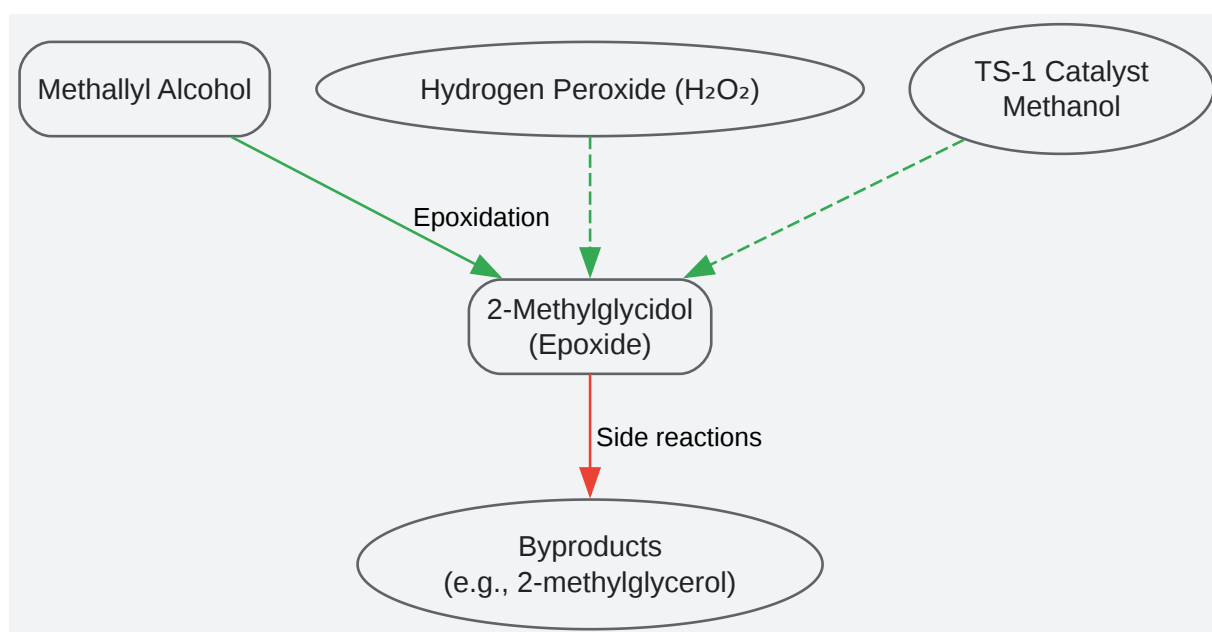 Methallyl Alcohol
Hydrogen Peroxide (H₂O₂)
TS-1 Catalyst
Methanol
Epoxidation
2-Methylglycidol
(Epoxide)
Side reactions
Byproducts
(e.g., 2-methylglycerol)